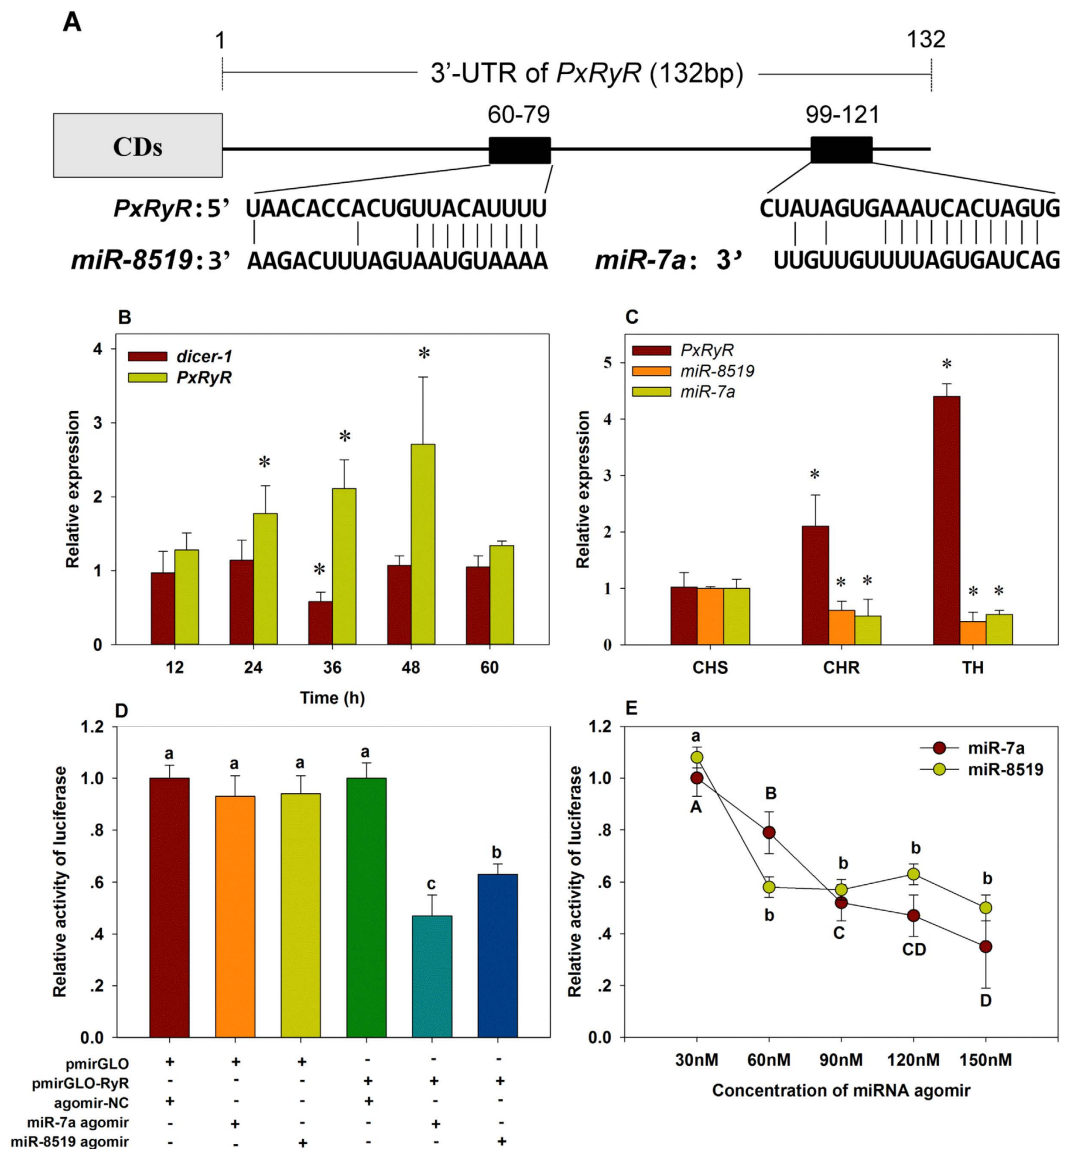 A
1
132
3’-UTR of PxRyR (132bp)
60-79
99-121
CDs
PxRyR:5’ UAACACCACUGUUACAUUUU
CUAUAGUGAAAUCACUAGUG
miR-8519:3’ AAGACUUUAGUAAUGUAAAA
miR-7a: 3’ UUGUUGUUUUAGUGAUCAG
B
dicer-1
PxRyR
Relative expression
4
3
2
1
0
* * * *
12 24 36 48 60
Time (h)
C
PxRyR
miR-8519
miR-7a
Relative expression
5
4
3
2
1
0
* * * * * *
CHS CHR TH
D
Relative activity of luciferase
1.2
1.0
.8
.6
.4
.2
0.0
a a a a c b
pmirGLO + + + - - -
pmirGLO-RyR - - - + + +
agomir-NC + - - + - -
miR-7a agomir - + - - + -
miR-8519 agomir - - + - - +
E
miR-7a
miR-8519
Relative activity of luciferase
1.2
1.0
.8
.6
.4
.2
0.0
a b b b b
A B C CD D
30nM 60nM 90nM 120nM 150nM
Concentration of miRNA agomir